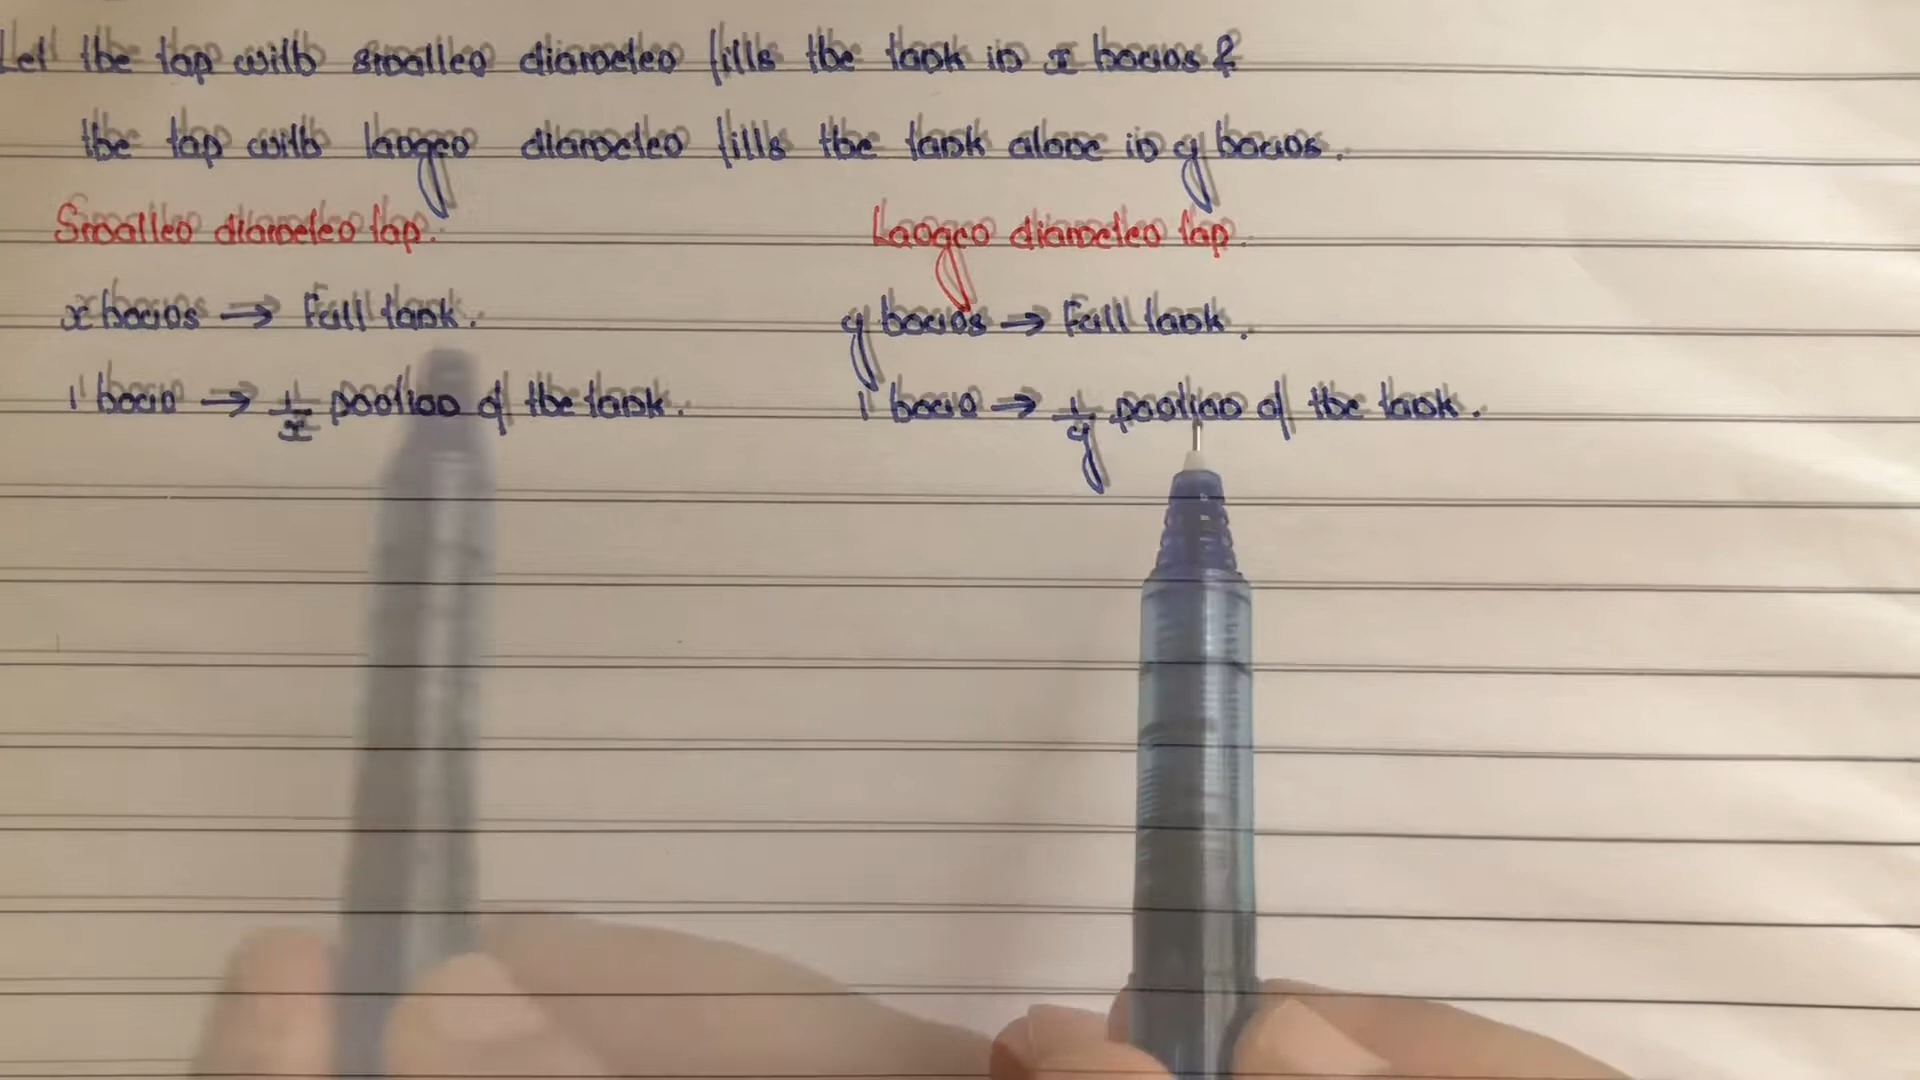 Let the tap with smaller diameter fills the tank in x hours &
the tap with larger diameter fills the tank alone in y hours.
Smaller diameter tap.
x hours → Full tank.
1 hour → 1/x portion of the tank.
Larger diameter tap.
y hours → Full tank.
1 hour → 1/y portion of the tank.